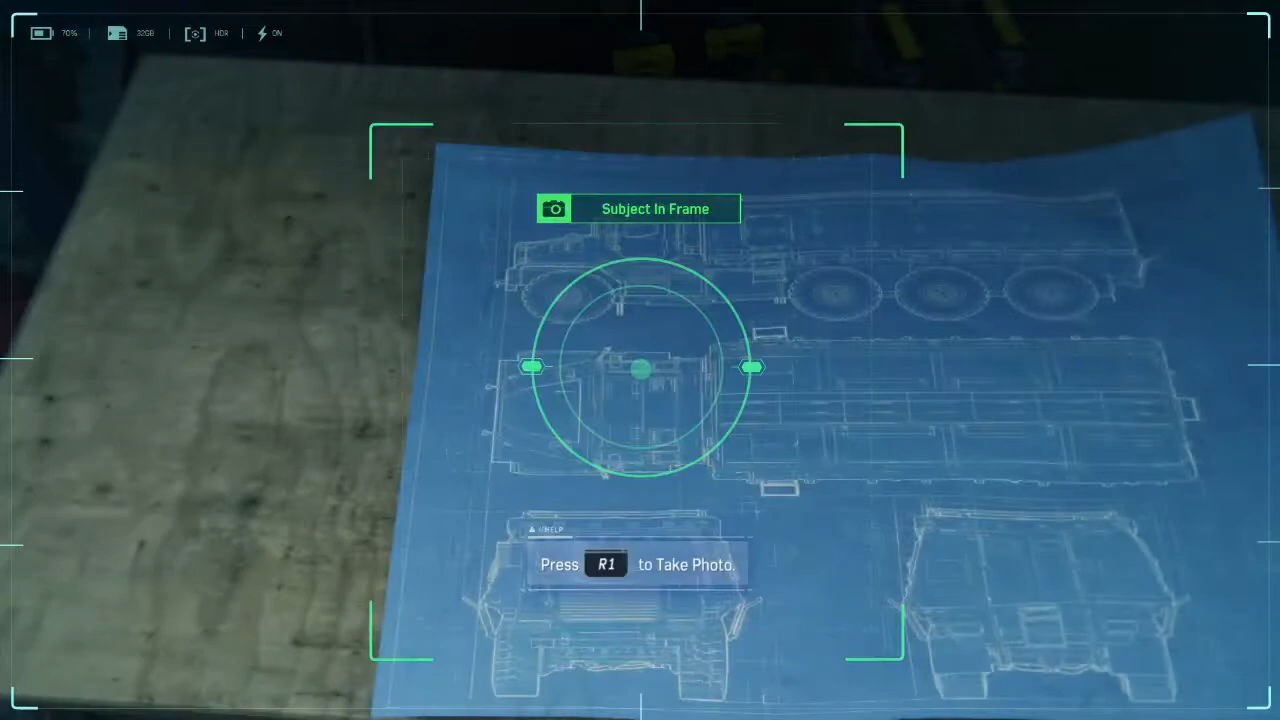 70%
32GB
HDR
ON
Subject In Frame
HELP
Press R1 to Take Photo.